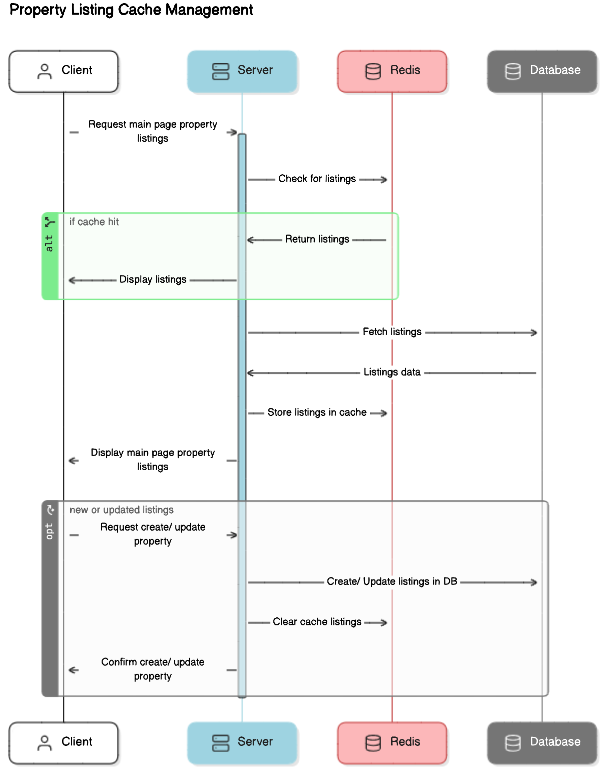 Property Listing Cache Management
Client
Server
Redis
Database
Request main page property
listings
Check for listings
alt
if cache hit
Return listings
Display listings
Fetch listings
Listings data
Store listings in cache
Display main page property
listings
opt
new or updated listings
Request create/ update
property
Create/ Update listings in DB
Clear cache listings
Confirm create/ update
property
Client
Server
Redis
Database